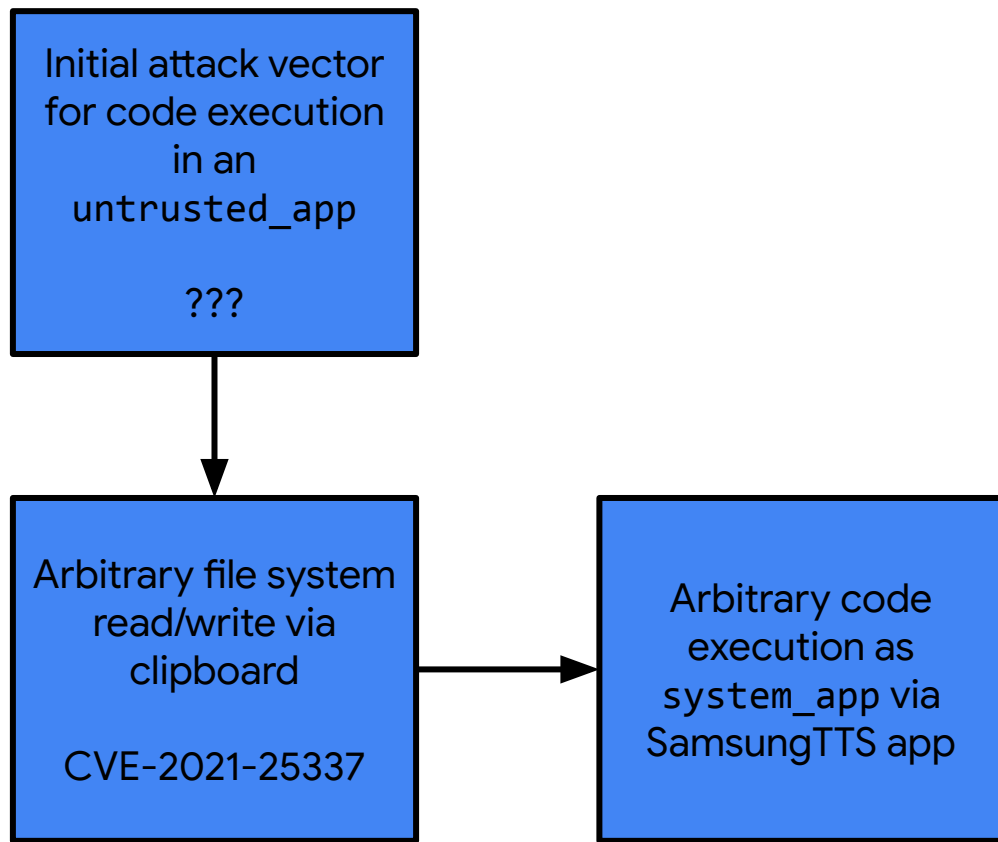 Initial attack vector
for code execution
in an
untrusted_app
???
Arbitrary file system
read/write via
clipboard
CVE-2021-25337
Arbitrary code
execution as
system_app via
SamsungTTS app